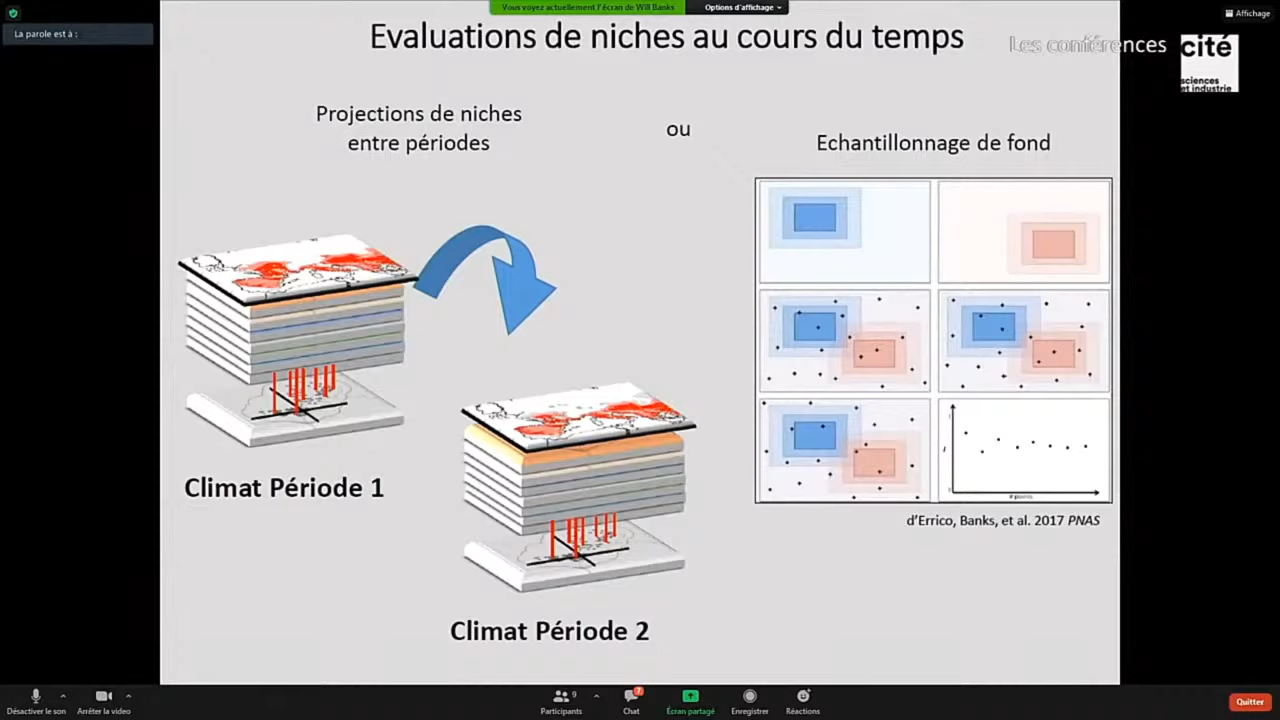 Vous voyez actuellement l'écran de Will Banks
Options d'affichage
Affichage
La parole est à :
Evaluations de niches au cours du temps
Les conférences
cité
sciences
et industrie
Projections de niches
entre périodes
ou
Echantillonnage de fond
Climat Période 1
d'Errico, Banks, et al. 2017 PNAS
Climat Période 2
Désactiver le son
Arrêter la vidéo
9
Participants
7
Chat
Écran partagé
Enregistrer
Réactions
Quitter